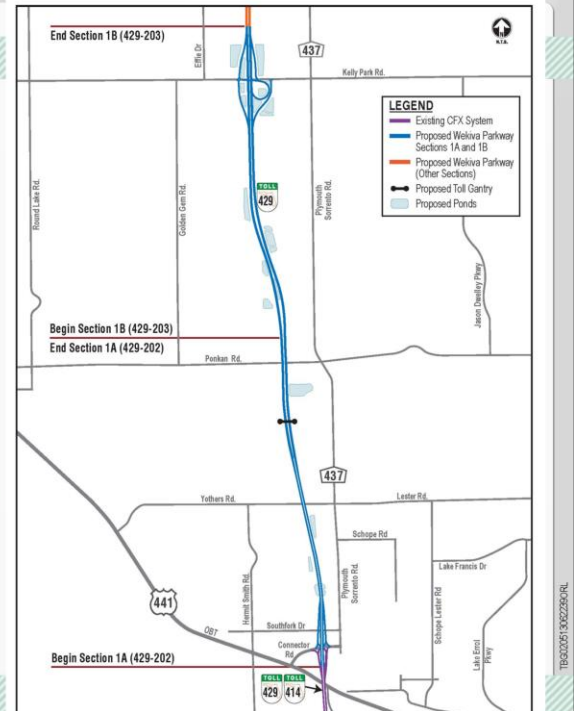 End Section 1B (429-203)
Effie Dr
437
N
N.T.S.
Kelly Park Rd.
LEGEND
Existing CFX System
Proposed Wekiva Parkway
Sections 1A and 1B
Proposed Wekiva Parkway
(Other Sections)
Proposed Toll Gantry
Proposed Ponds
Round Lake Rd.
Golden Gem Rd.
TOLL
429
Plymouth
Sorrento Rd.
Jason Dwelley Pkwy
Begin Section 1B (429-203)
End Section 1A (429-202)
Ponkan Rd.
437
Yothers Rd.
Lester Rd.
Schope Rd
Lake Francis Dr
Hermit Smith Rd.
Plymouth
Sorrento Rd.
Schope Lester Rd
441
OBT
Southfork Dr
Connector
Rd
Lake Errol
Pkwy
Begin Section 1A (429-202)
TOLL TOLL
429 414
TBG020513062239ORL